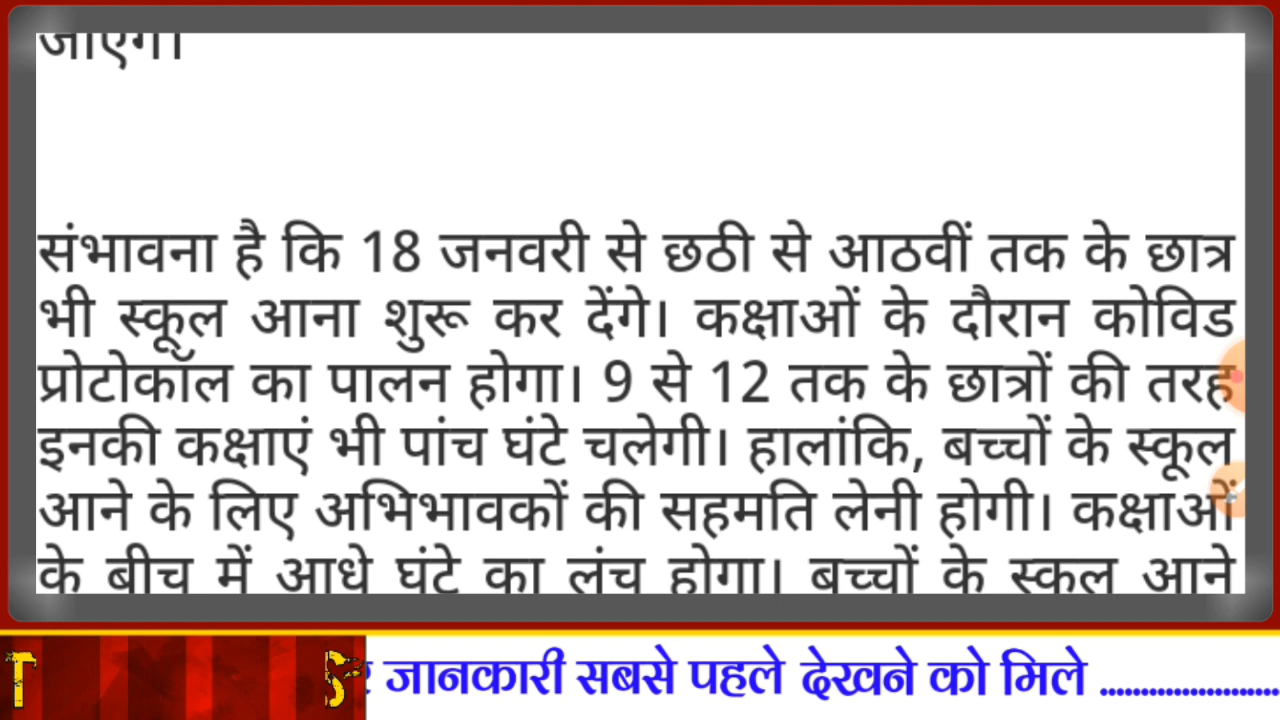 जाएंगे।
संभावना है कि 18 जनवरी से छठी से आठवीं तक के छात्र
भी स्कूल आना शुरू कर देंगे। कक्षाओं के दौरान कोविड
प्रोटोकॉल का पालन होगा। 9 से 12 तक के छात्रों की तरह
इनकी कक्षाएं भी पांच घंटे चलेगी। हालांकि, बच्चों के स्कूल
आने के लिए अभिभावकों की सहमति लेनी होगी। कक्षाओं
के बीच में आधे घंटे का लंच होगा। बच्चों के स्कूल आने
T S जानकारी सबसे पहले देखने को मिले ......................